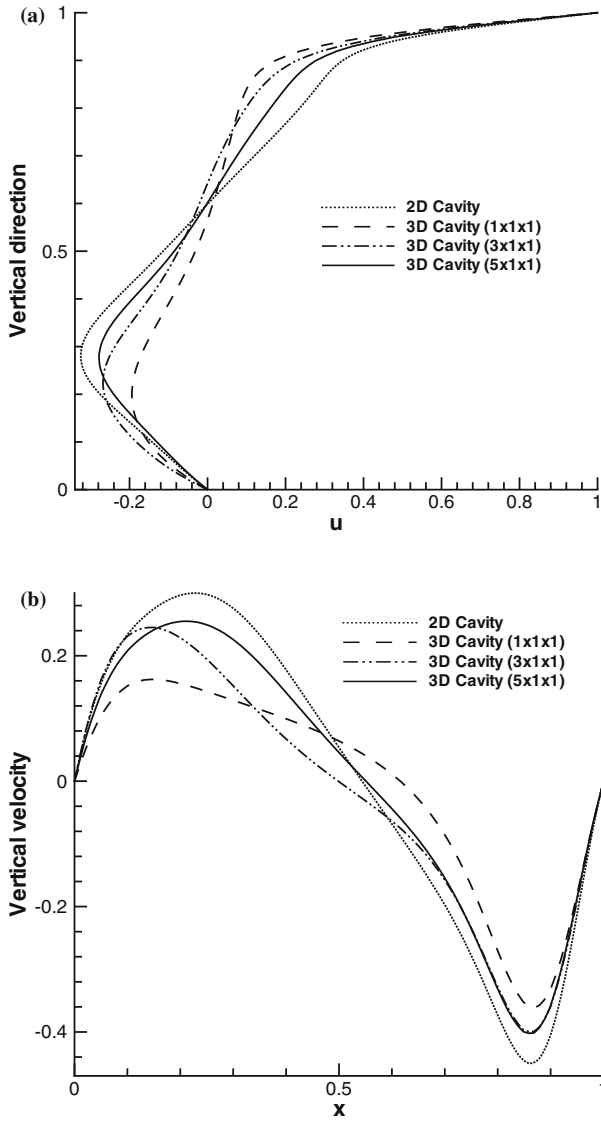 (a)
1
0.5
0
Vertical direction
2D Cavity
3D Cavity (1x1x1)
3D Cavity (3x1x1)
3D Cavity (5x1x1)
-0.2 0 0.2 0.4 0.6 0.8 1
u
(b)
0.2
0
-0.2
-0.4
Vertical velocity
2D Cavity
3D Cavity (1x1x1)
3D Cavity (3x1x1)
3D Cavity (5x1x1)
0 0.5 1
x